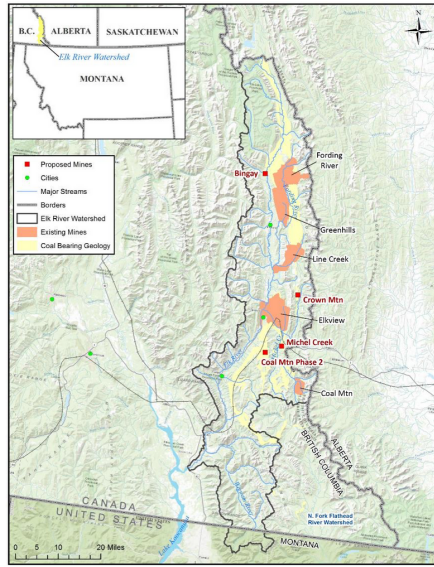 B.C.
ALBERTA
SASKATCHEWAN
Elk River Watershed
MONTANA
N
Proposed Mines
Cities
Major Streams
Borders
Elk River Watershed
Existing Mines
Coal Bearing Geology
Bingay
Fording
River
Greenhills
Line Creek
Crown Mtn
Elkview
Michel Creek
Coal Mtn Phase 2
Elk River
Coal Mtn
ALBERTA
BRITISH COLUMBIA
CANADA
UNITED STATES
N. Fork Flathead
River Watershed
MONTANA
0 5 10 20 Miles